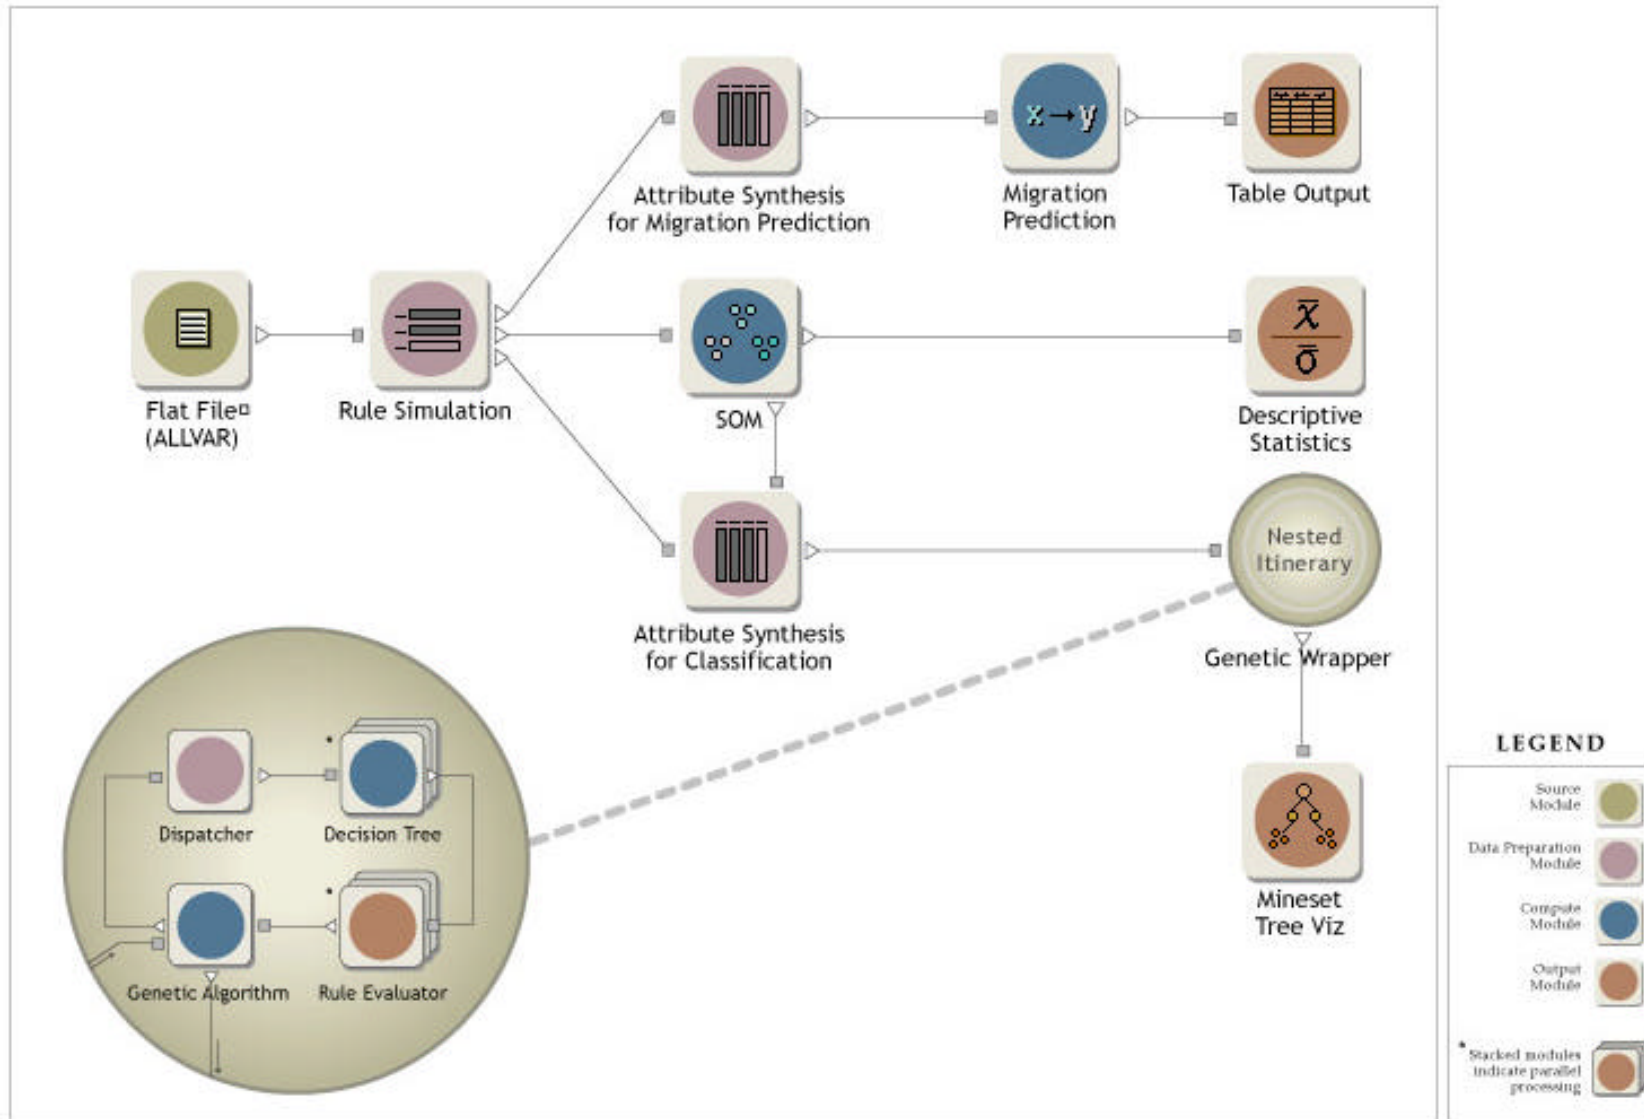 Attribute Synthesis
for Migration Prediction
x→y
Migration
Prediction
Table Output
Flat File▫
(ALLVAR)
Rule Simulation
SOM
x̄
σ̄
Descriptive
Statistics
Attribute Synthesis
for Classification
Nested
Itinerary
Genetic Wrapper
Mineset
Tree Viz
*
*
Dispatcher
Decision Tree
Genetic Algorithm
Rule Evaluator
LEGEND
Source
Module
Data Preparation
Module
Compute
Module
Output
Module
* Stacked modules
indicate parallel
processing